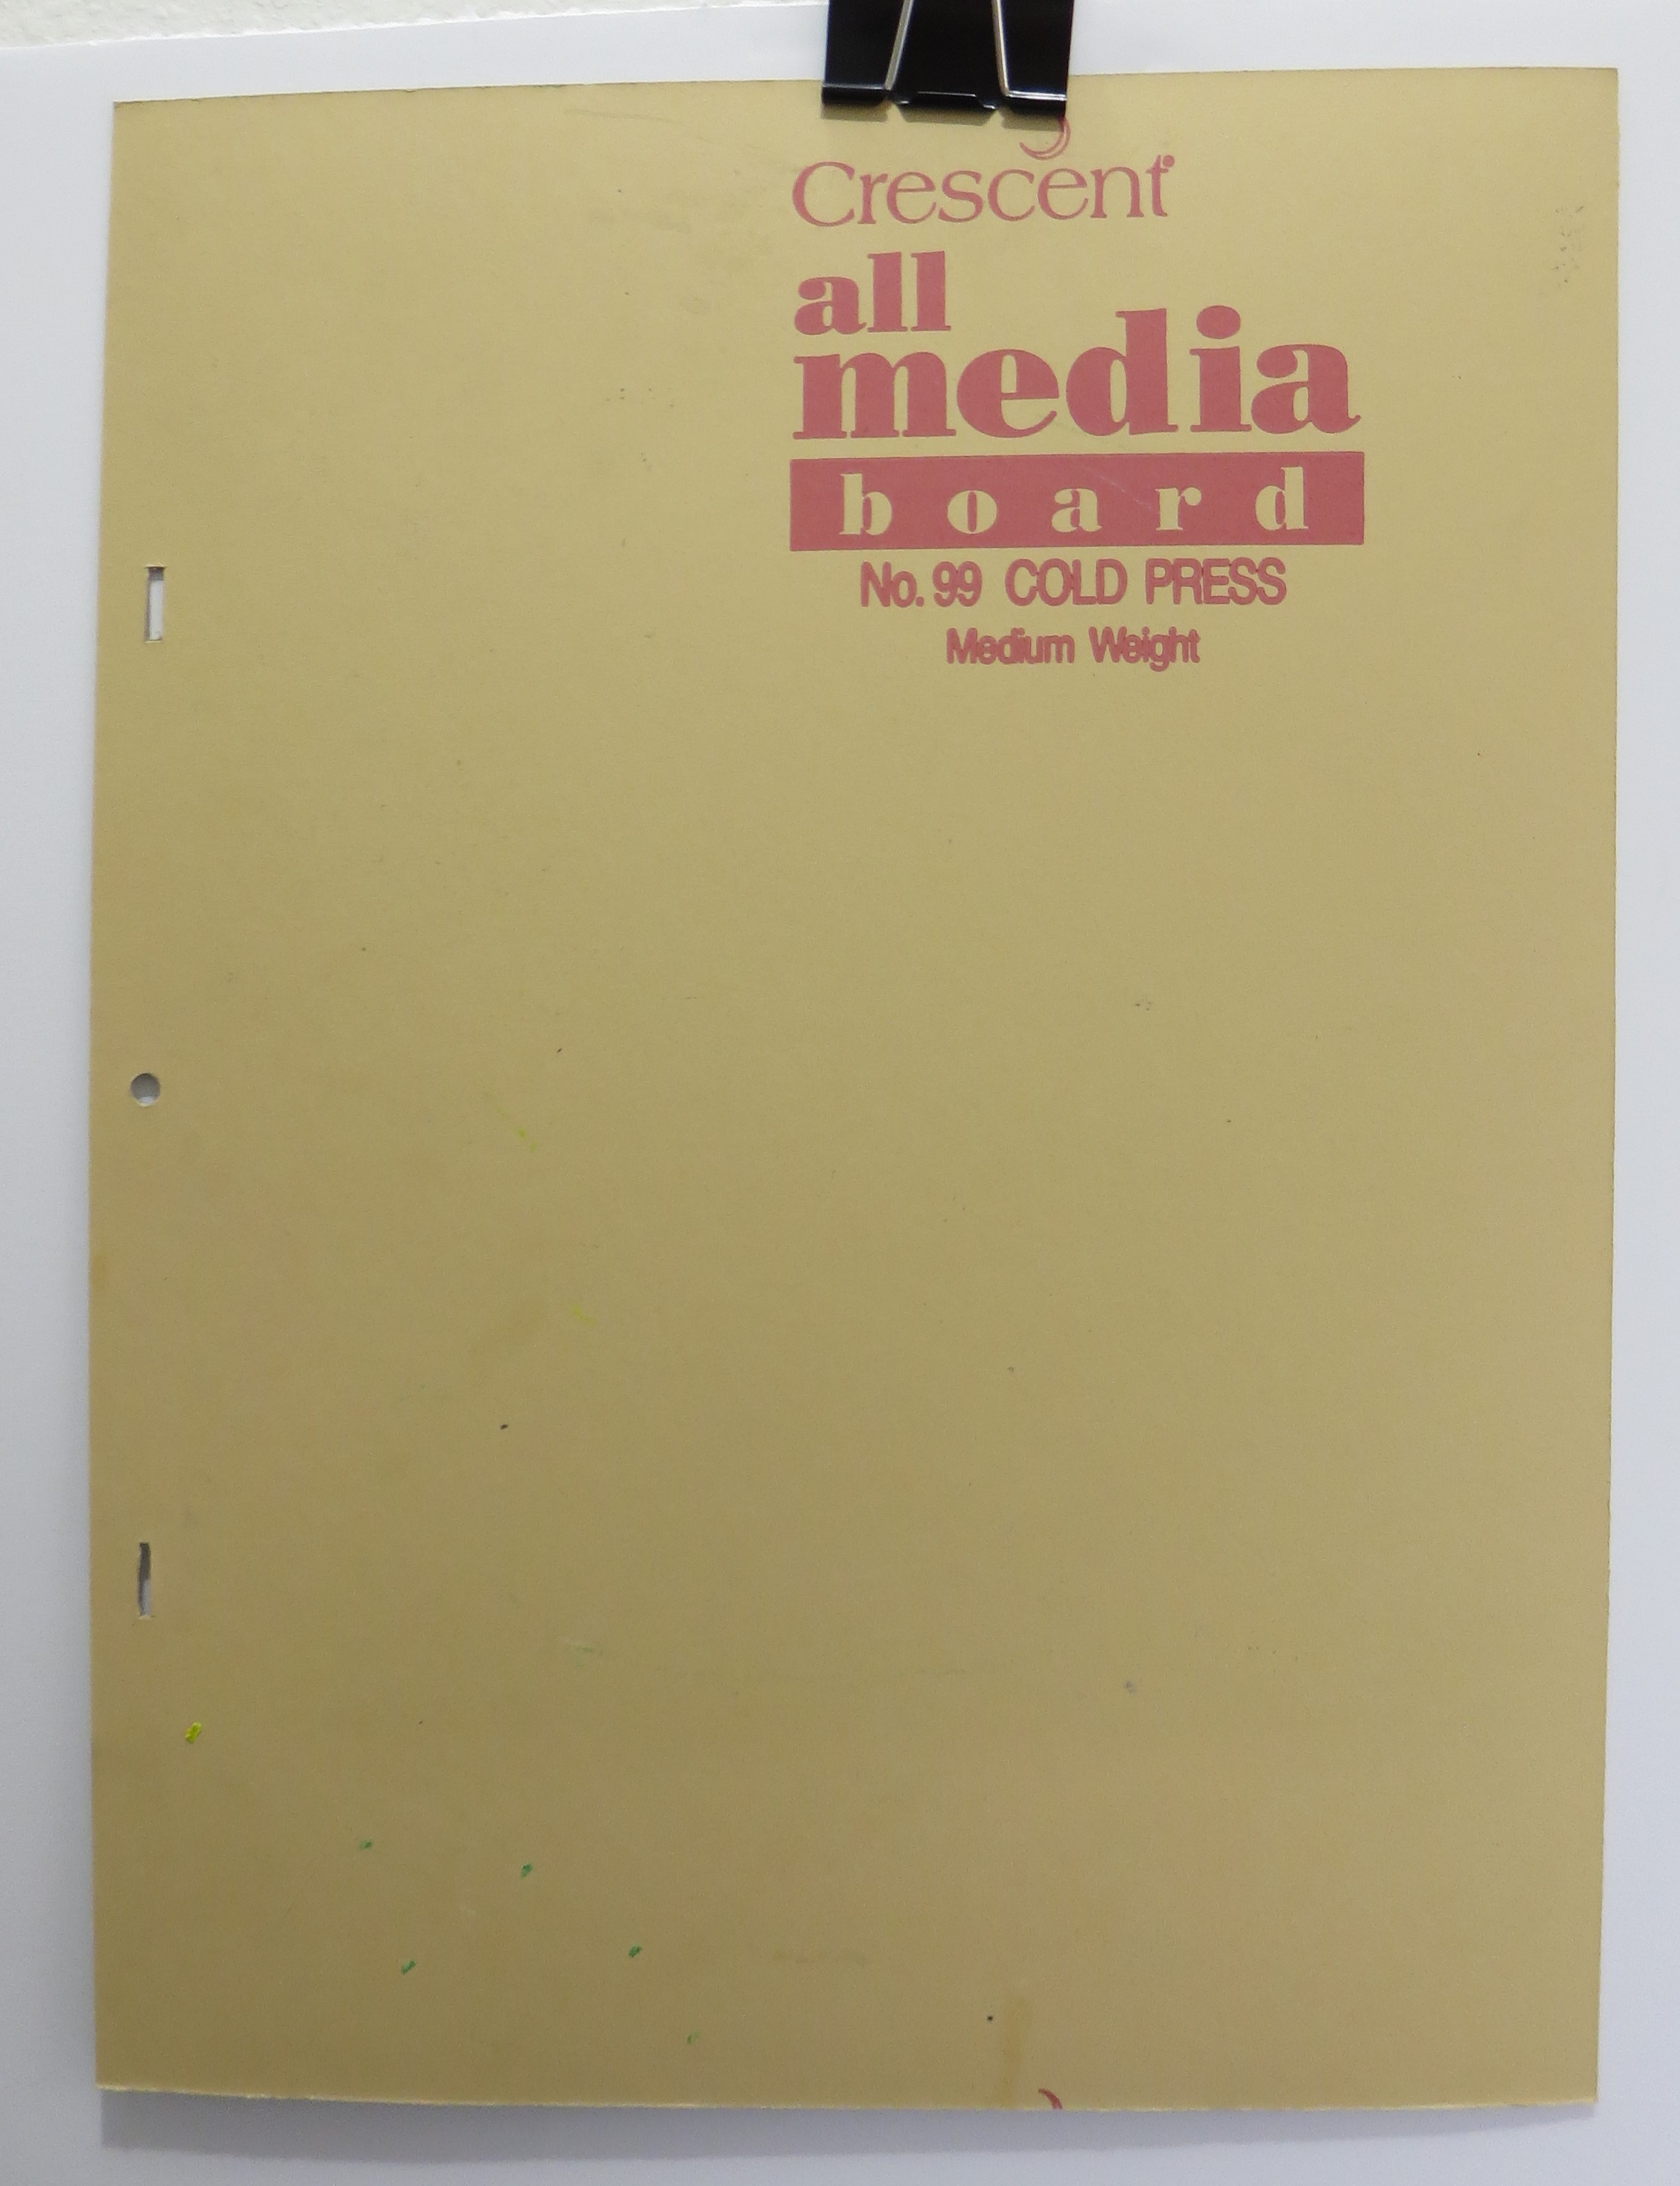 Crescent
all
media
board
No. 99 COLD PRESS
Medium Weight